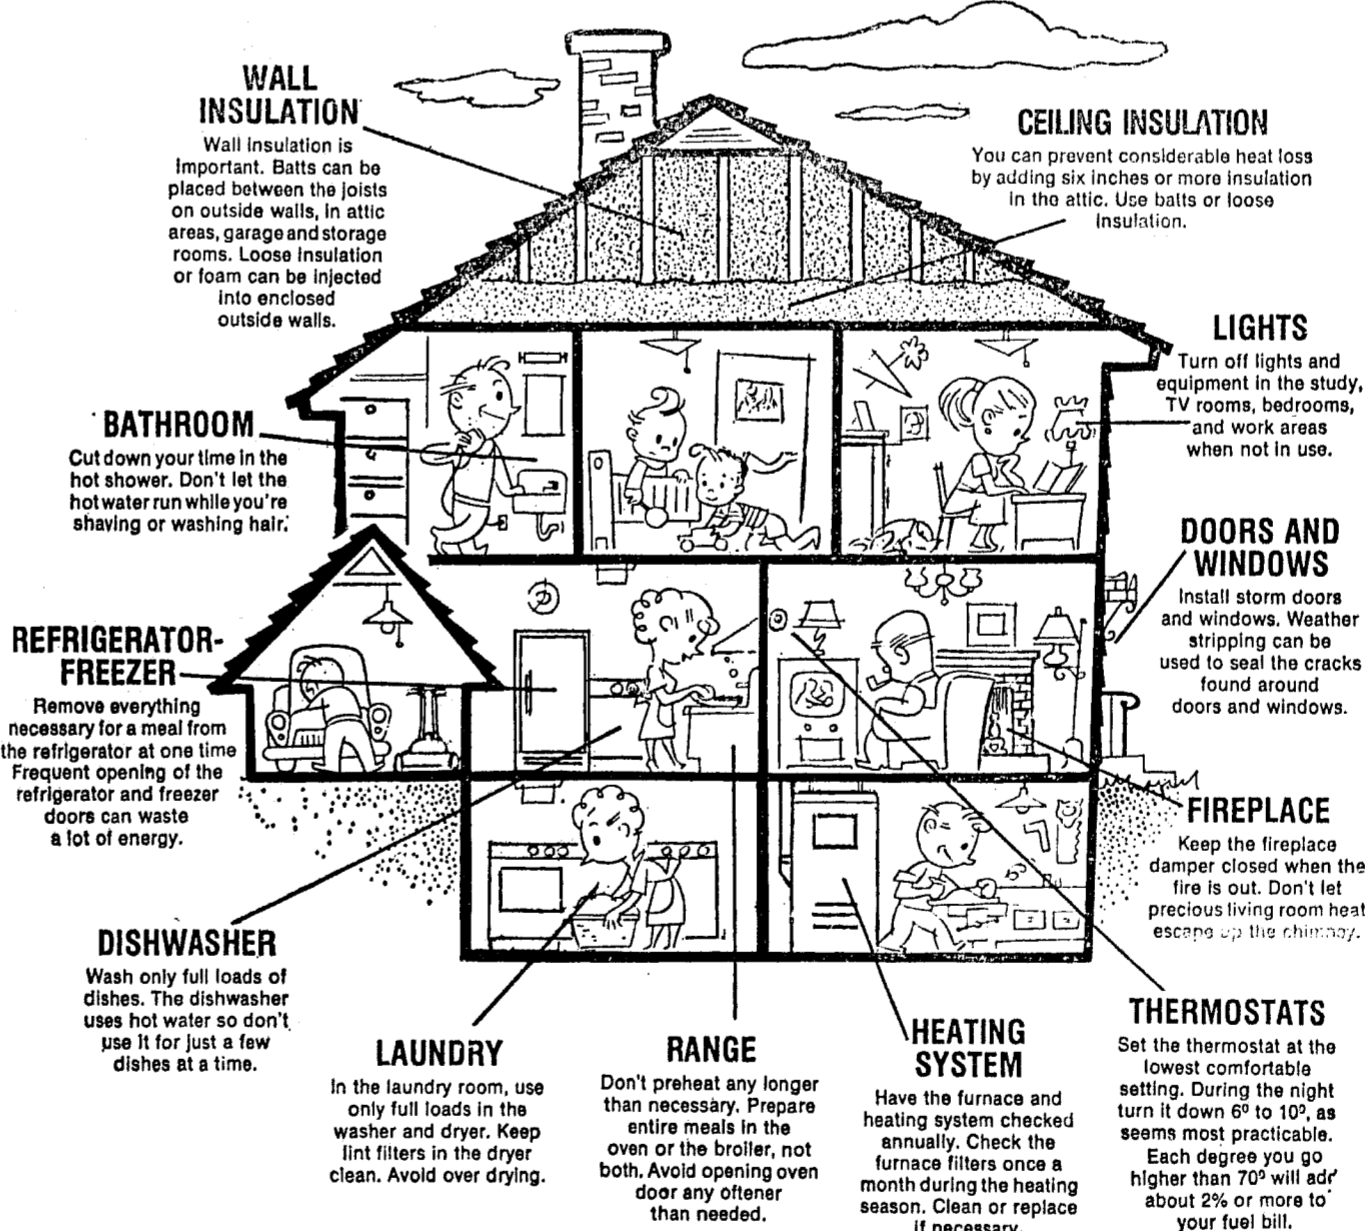 WALL
INSULATION
Wall insulation is
important. Batts can be
placed between the joists
on outside walls, in attic
areas, garage and storage
rooms. Loose insulation
or foam can be injected
into enclosed
outside walls.
CEILING INSULATION
You can prevent considerable heat loss
by adding six inches or more insulation
in the attic. Use batts or loose
insulation.
LIGHTS
Turn off lights and
equipment in the study,
TV rooms, bedrooms,
and work areas
when not in use.
BATHROOM
Cut down your time in the
hot shower. Don't let the
hot water run while you're
shaving or washing hair.
DOORS AND
WINDOWS
Install storm doors
and windows. Weather
stripping can be
used to seal the cracks
found around
doors and windows.
REFRIGERATOR-
FREEZER
Remove everything
necessary for a meal from
the refrigerator at one time
Frequent opening of the
refrigerator and freezer
doors can waste
a lot of energy.
FIREPLACE
Keep the fireplace
damper closed when the
fire is out. Don't let
precious living room heat
escape up the chimney.
DISHWASHER
Wash only full loads of
dishes. The dishwasher
uses hot water so don't
use it for just a few
dishes at a time.
LAUNDRY
In the laundry room, use
only full loads in the
washer and dryer. Keep
lint filters in the dryer
clean. Avoid over drying.
RANGE
Don't preheat any longer
than necessary. Prepare
entire meals in the
oven or the broiler, not
both. Avoid opening oven
door any oftener
than needed.
HEATING
SYSTEM
Have the furnace and
heating system checked
annually. Check the
furnace filters once a
month during the heating
season. Clean or replace
if necessary.
THERMOSTATS
Set the thermostat at the
lowest comfortable
setting. During the night
turn it down 6º to 10º, as
seems most practicable.
Each degree you go
higher than 70º will add
about 2% or more to
your fuel bill.